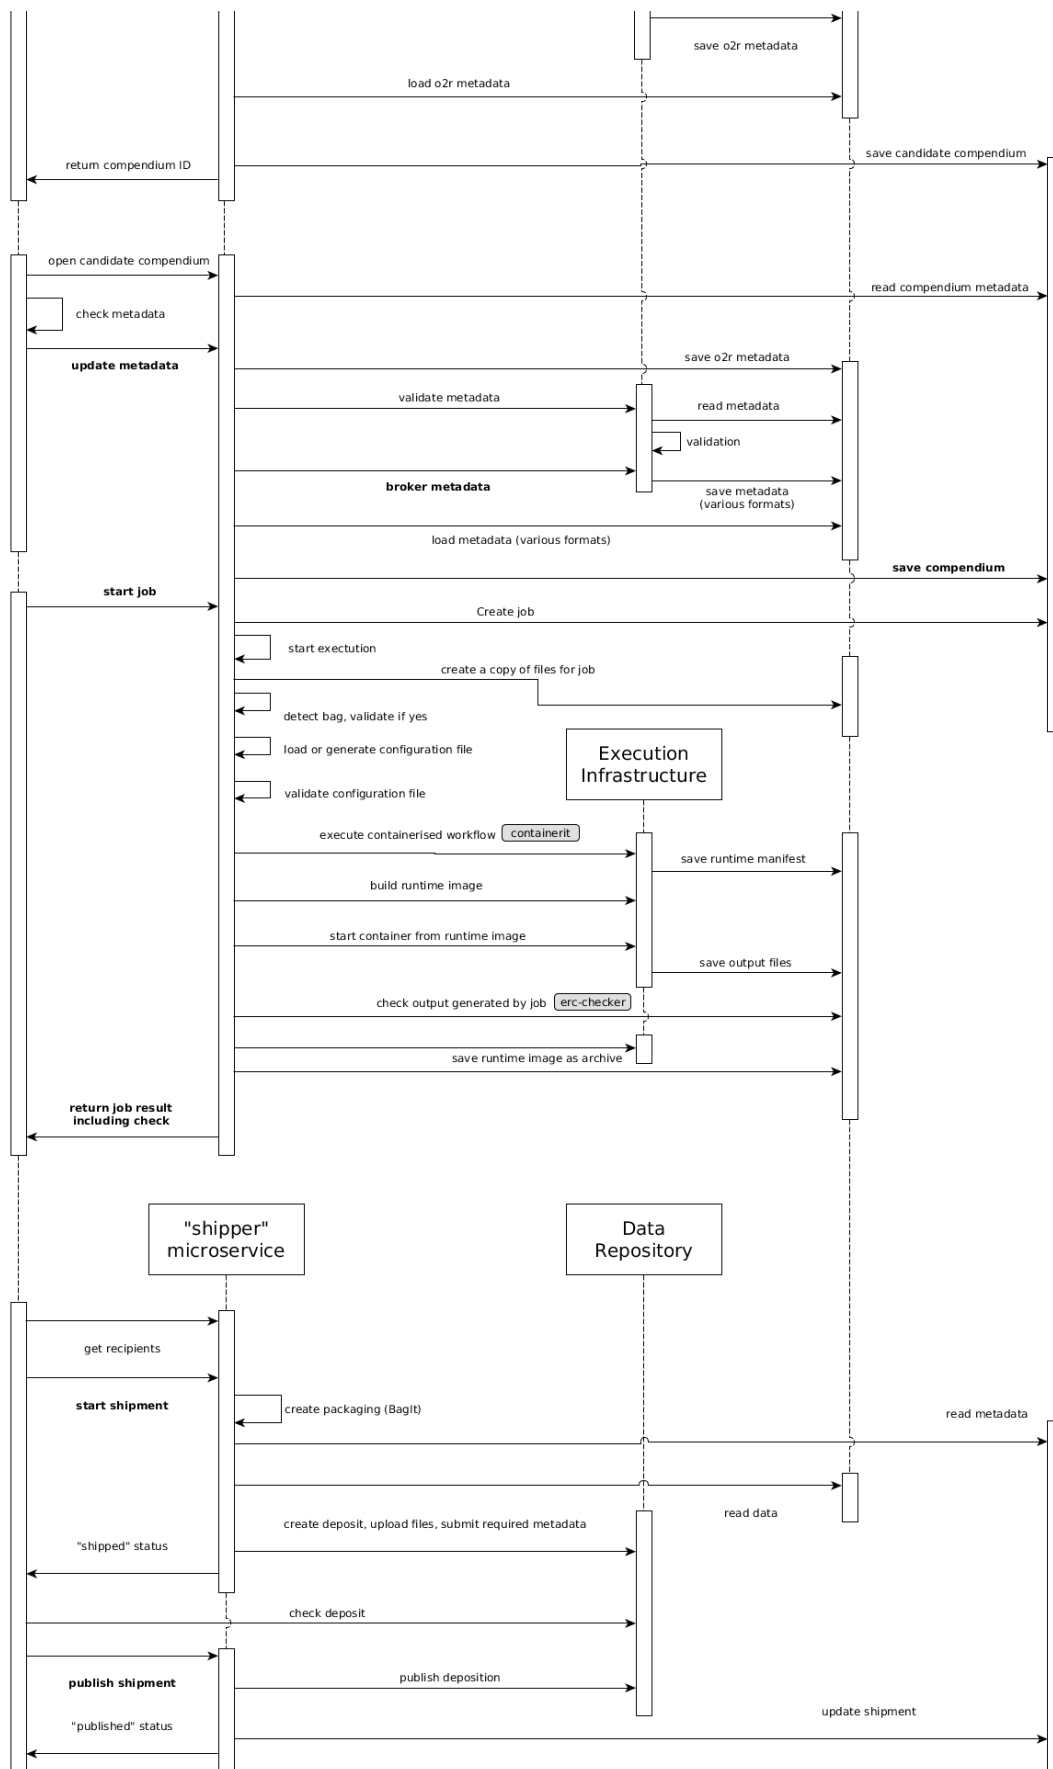 save o2r metadata
load o2r metadata
save candidate compendium
return compendium ID
open candidate compendium
read compendium metadata
check metadata
save o2r metadata
update metadata
validate metadata
read metadata
validation
broker metadata
save metadata
(various formats)
load metadata (various formats)
save compendium
start job
Create job
start exectution
create a copy of files for job
detect bag, validate if yes
load or generate configuration file
Execution
Infrastructure
validate configuration file
execute containerised workflow containerit
save runtime manifest
build runtime image
start container from runtime image
save output files
check output generated by job erc-checker
save runtime image as archive
return job result
including check
"shipper"
microservice
Data
Repository
get recipients
start shipment
create packaging (BagIt)
read metadata
read data
create deposit, upload files, submit required metadata
"shipped" status
check deposit
publish deposition
publish shipment
update shipment
"published" status